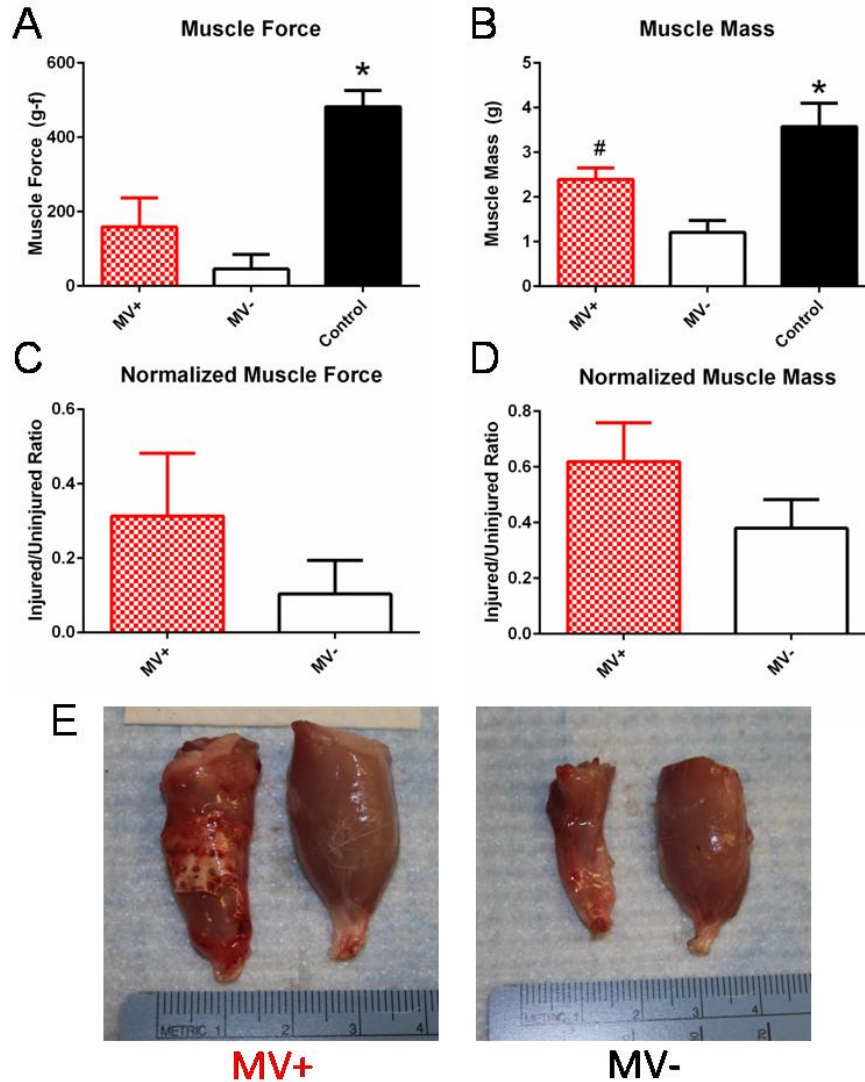 A
Muscle Force
Muscle Force (g-f)
600
400
200
0
*
MV+
MV-
Control
B
Muscle Mass
Muscle Mass (g)
5
4
3
2
1
0
#
*
MV+
MV-
Control
C
Normalized Muscle Force
Injured/Uninjured Ratio
0.6
0.4
0.2
0.0
MV+
MV-
D
Normalized Muscle Mass
Injured/Uninjured Ratio
0.8
0.6
0.4
0.2
0.0
MV+
MV-
E
METRIC 1 2 3 4
METRIC 1 2 3 4
MV+
MV-